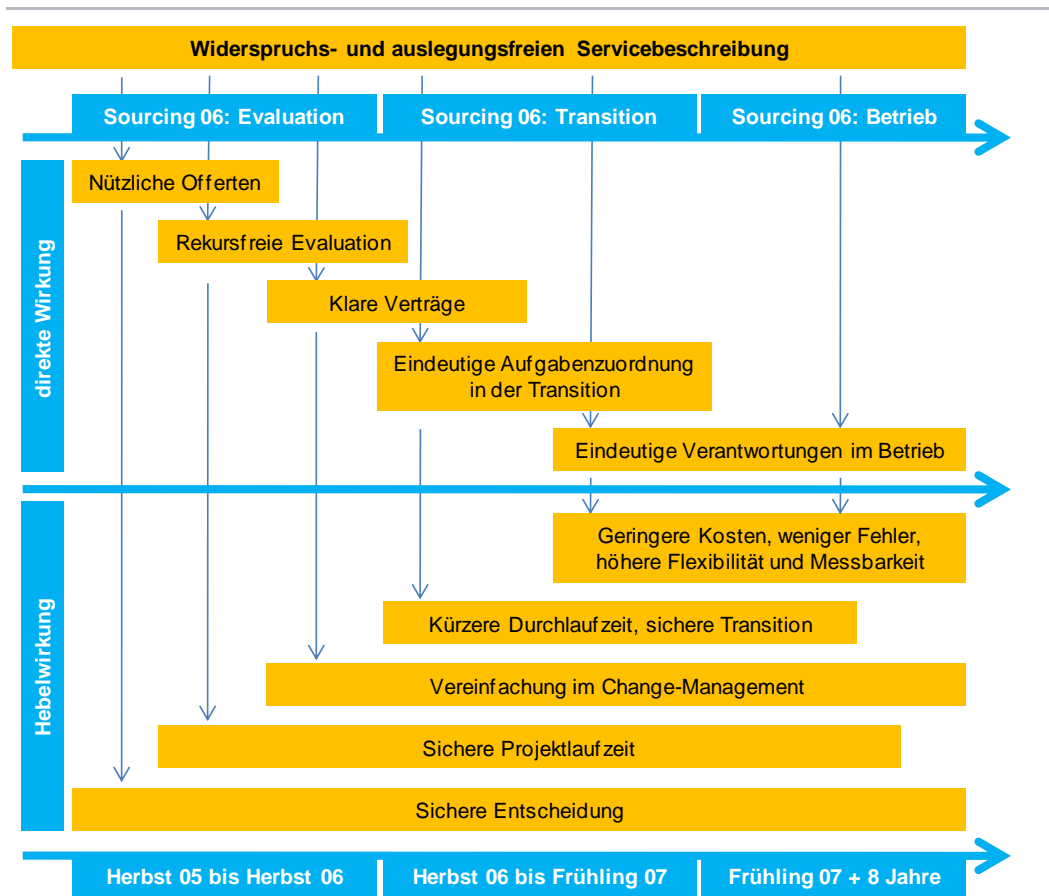 Widerspruchs- und auslegungsfreien Servicebeschreibung
Sourcing 06: Evaluation
Sourcing 06: Transition
Sourcing 06: Betrieb
direkte Wirkung
Nützliche Offerten
Rekursfreie Evaluation
Klare Verträge
Eindeutige Aufgabenzuordnung
in der Transition
Eindeutige Verantwortungen im Betrieb
Hebelwirkung
Geringere Kosten, weniger Fehler,
höhere Flexibilität und Messbarkeit
Kürzere Durchlaufzeit, sichere Transition
Vereinfachung im Change-Management
Sichere Projektlaufzeit
Sichere Entscheidung
Herbst 05 bis Herbst 06
Herbst 06 bis Frühling 07
Frühling 07 + 8 Jahre